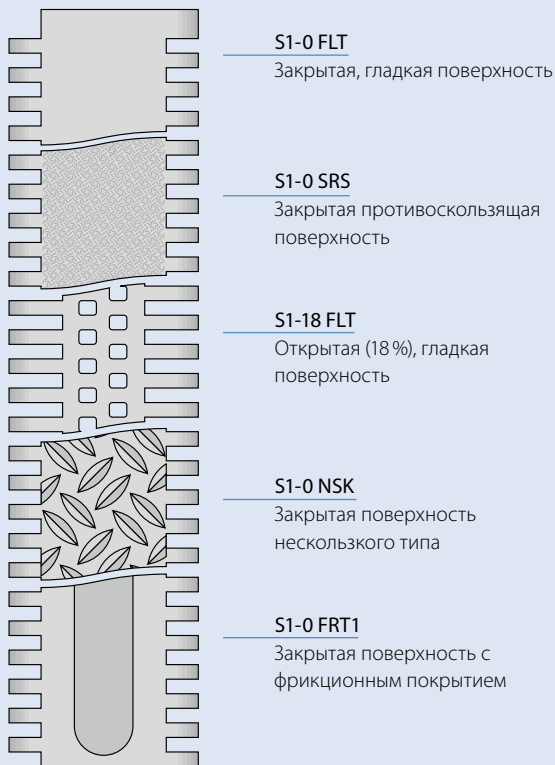 S1-0 FLT
Закрытая, гладкая поверхность
S1-0 SRS
Закрытая противоскользящая
поверхность
S1-18 FLT
Открытая (18 %), гладкая
поверхность
S1-0 NSK
Закрытая поверхность
нескользкого типа
S1-0 FRT1
Закрытая поверхность с
фрикционным покрытием